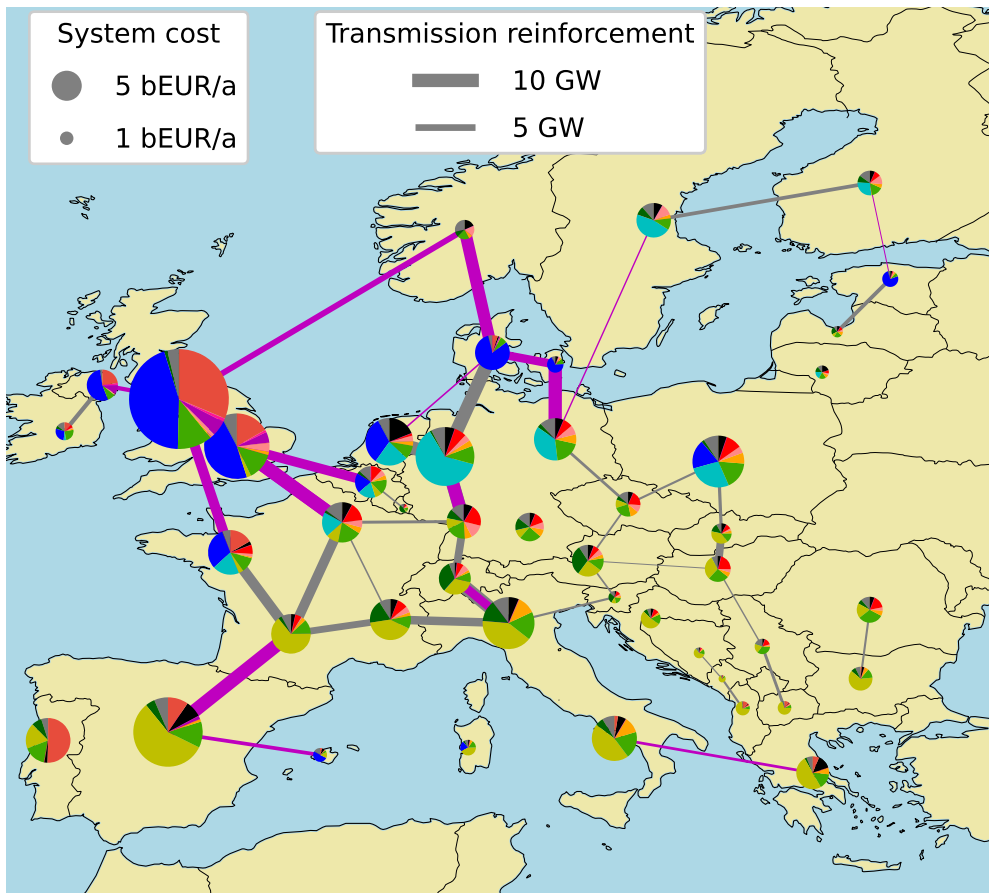 System cost
5 bEUR/a
1 bEUR/a
Transmission reinforcement
10 GW
5 GW